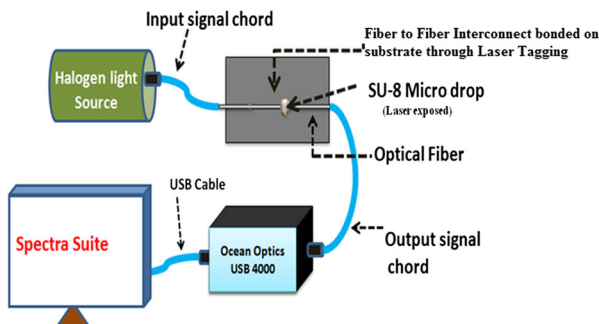 Input signal chord
Fiber to Fiber Interconnect bonded on
substrate through Laser Tagging
Halogen light
Source
SU-8 Micro drop
(Laser exposed)
Optical Fiber
USB Cable
Spectra Suite
Ocean Optics
USB 4000
Output signal
chord